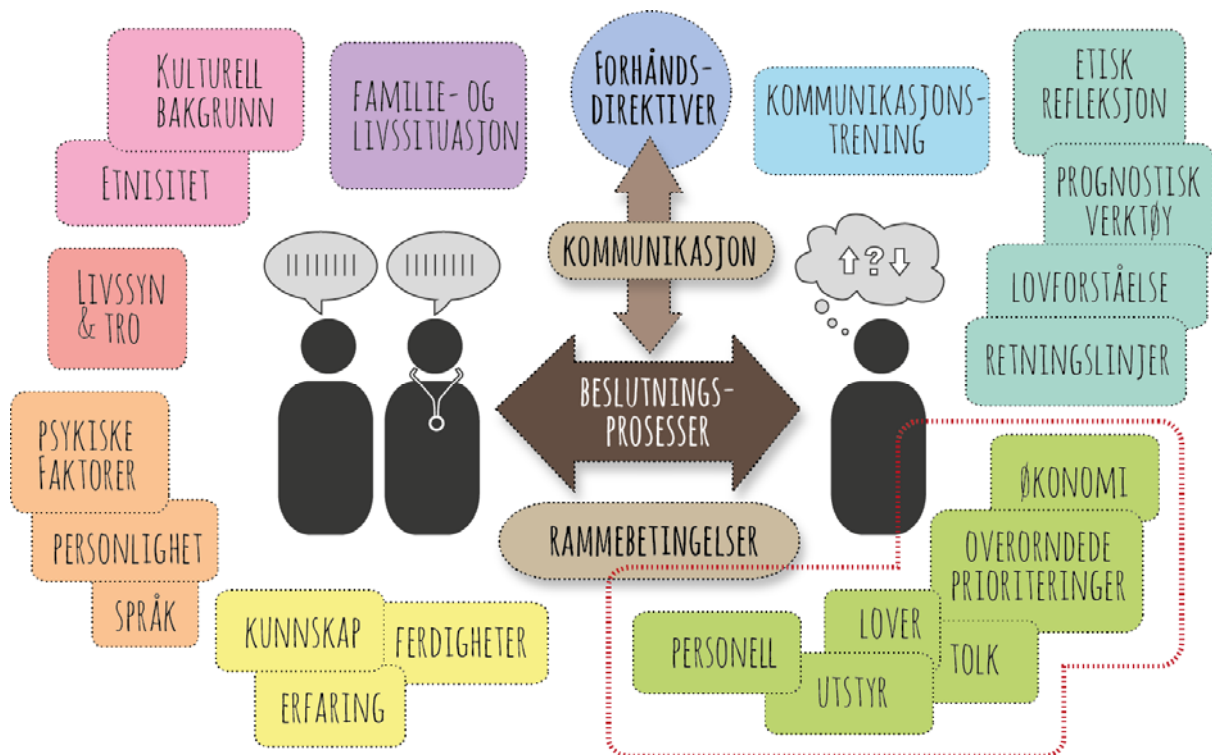 KULTURELL
BAKGRUNN
ETNISITET
FAMILIE- OG
LIVSSITUASJON
FORHÅNDS-
DIREKTIVER
KOMMUNIKASJONS-
TRENING
ETISK
REFLEKSJON
PROGNOSTISK
VERKTØY
LOVFORSTÅELSE
RETNINGSLINJER
KOMMUNIKASJON
?
LIVSSYN
& TRO
BESLUTNINGS-
PROSESSER
PSYKISKE
FAKTORER
PERSONLIGHET
SPRÅK
RAMMEBETINGELSER
ØKONOMI
OVERORNDEDE
PRIORITERINGER
KUNNSKAP
FERDIGHETER
ERFARING
PERSONELL
LOVER
TOLK
UTSTYR